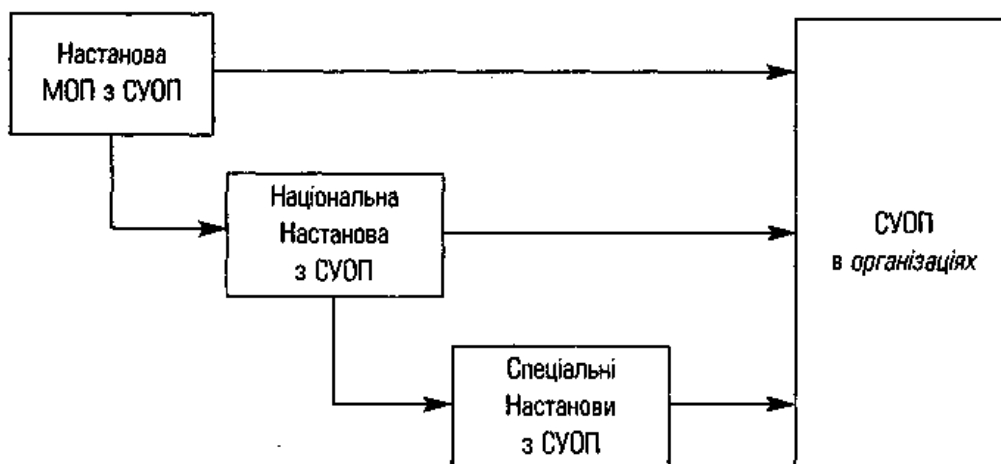 Настанова
МОП з СУОП
Національна
Настанова
з СУОП
СУОП
в організаціях
Спеціальні
Настанови
з СУОП